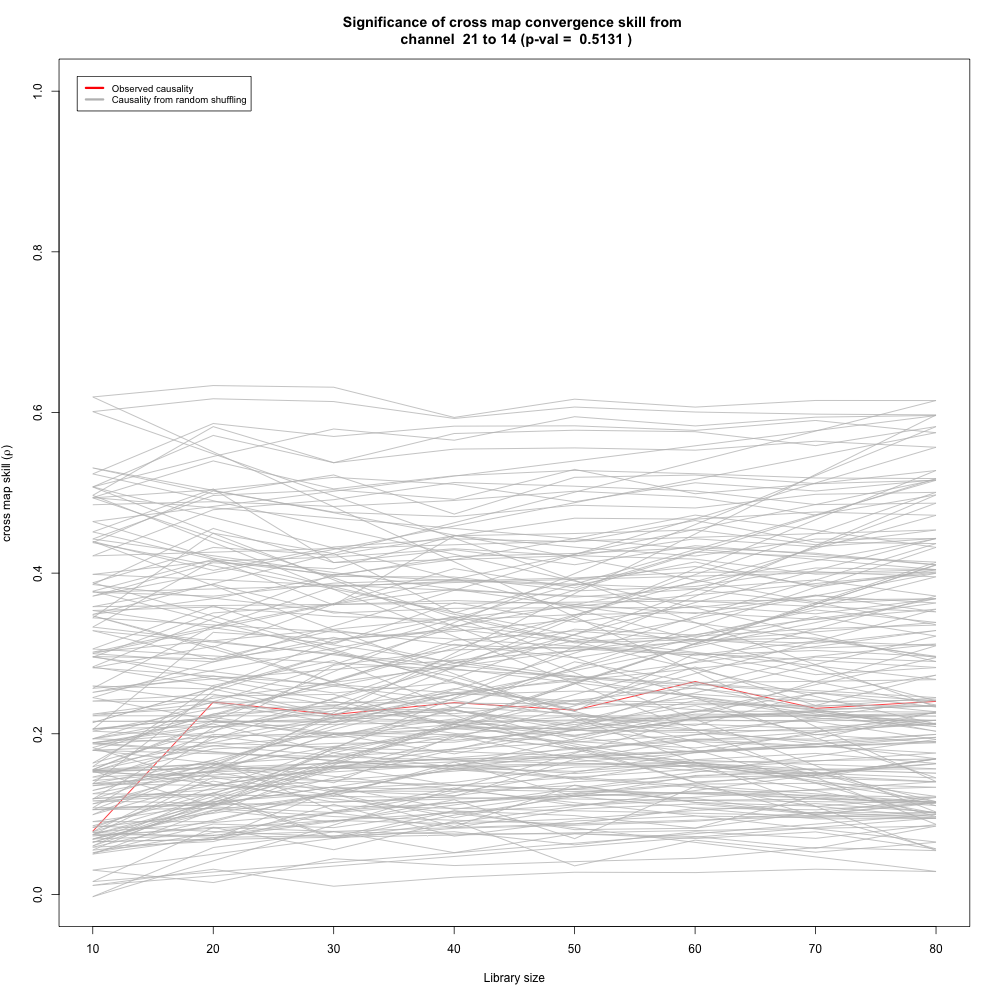 Significance of cross map convergence skill from
channel  21 to 14 (p-val =  0.5131 )
Observed causality
Causality from random shuffling
1.0
0.8
0.6
0.4
0.2
0.0
cross map skill (ρ)
10 20 30 40 50 60 70 80
Library size